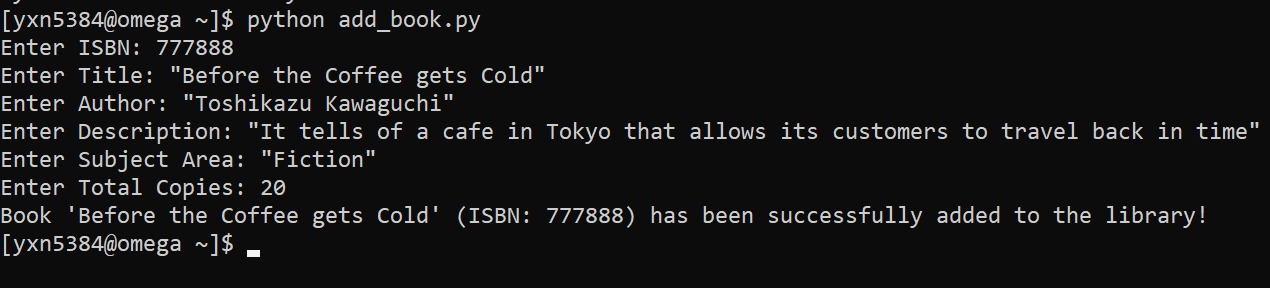 [yxn5384@omega ~]$ python add_book.py
Enter ISBN: 777888
Enter Title: "Before the Coffee gets Cold"
Enter Author: "Toshikazu Kawaguchi"
Enter Description: "It tells of a cafe in Tokyo that allows its customers to travel back in time"
Enter Subject Area: "Fiction"
Enter Total Copies: 20
Book 'Before the Coffee gets Cold' (ISBN: 777888) has been successfully added to the library!
[yxn5384@omega ~]$